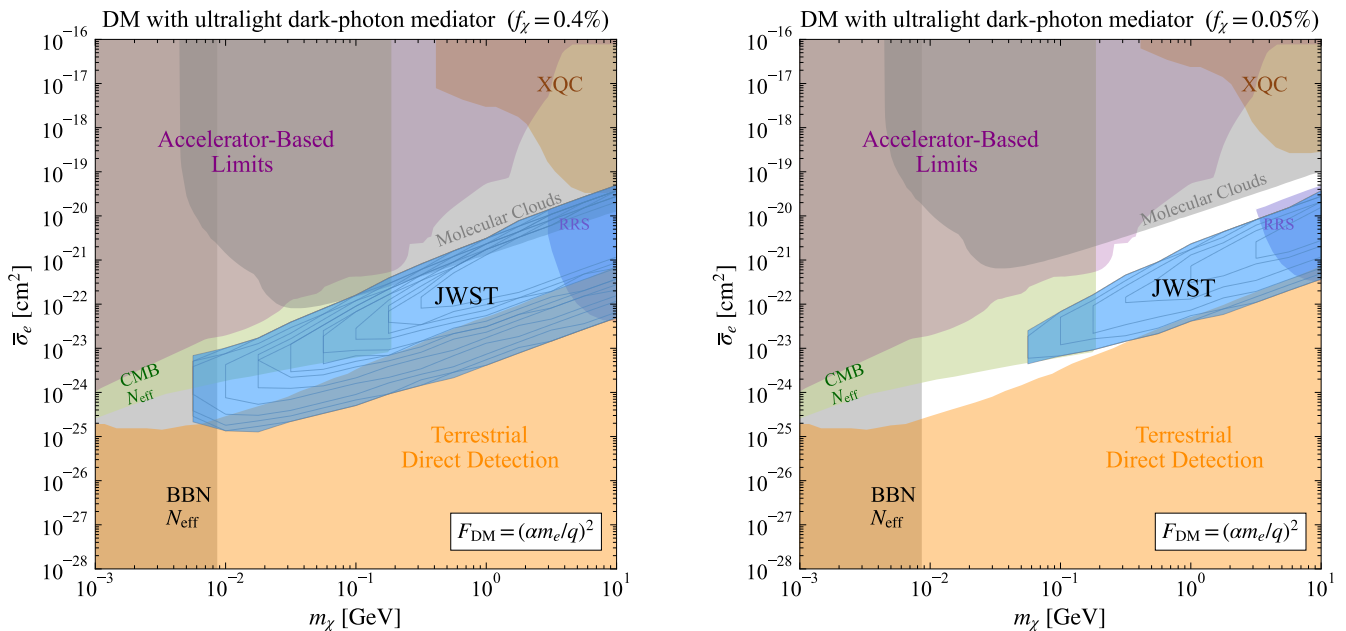 DM with ultralight dark-photon mediator (fχ = 0.4%)
10⁻¹⁶
10⁻¹⁷
10⁻¹⁸
10⁻¹⁹
10⁻²⁰
10⁻²¹
10⁻²²
10⁻²³
10⁻²⁴
10⁻²⁵
10⁻²⁶
10⁻²⁷
10⁻²⁸
σ̅ₑ [cm²]
XQC
Accelerator-Based
Limits
Molecular Clouds
RRS
JWST
CMB
Neff
Terrestrial
Direct Detection
BBN
Neff
FDM = (αmₑ/q)²
10⁻³
10⁻²
10⁻¹
10⁰
10¹
mχ [GeV]
DM with ultralight dark-photon mediator (fχ = 0.05%)
10⁻¹⁶
10⁻¹⁷
10⁻¹⁸
10⁻¹⁹
10⁻²⁰
10⁻²¹
10⁻²²
10⁻²³
10⁻²⁴
10⁻²⁵
10⁻²⁶
10⁻²⁷
10⁻²⁸
σ̅ₑ [cm²]
XQC
Accelerator-Based
Limits
Molecular Clouds
RRS
JWST
CMB
Neff
Terrestrial
Direct Detection
BBN
Neff
FDM = (αmₑ/q)²
10⁻³
10⁻²
10⁻¹
10⁰
10¹
mχ [GeV]